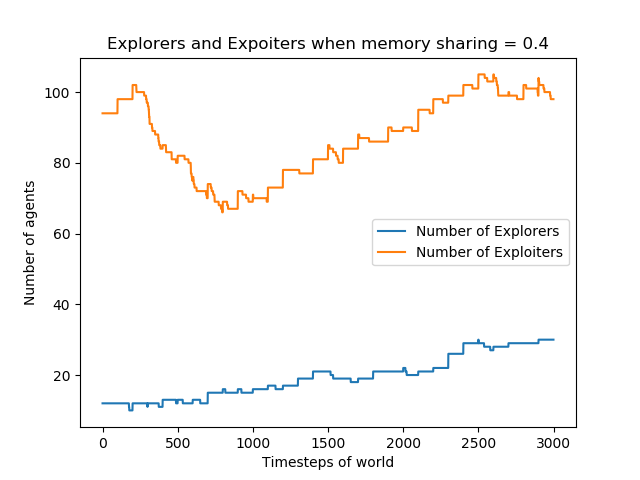 Explorers and Expoiters when memory sharing = 0.4
Number of agents
100
80
60
40
20
Number of Explorers
Number of Exploiters
0
500
1000
1500
2000
2500
3000
Timesteps of world